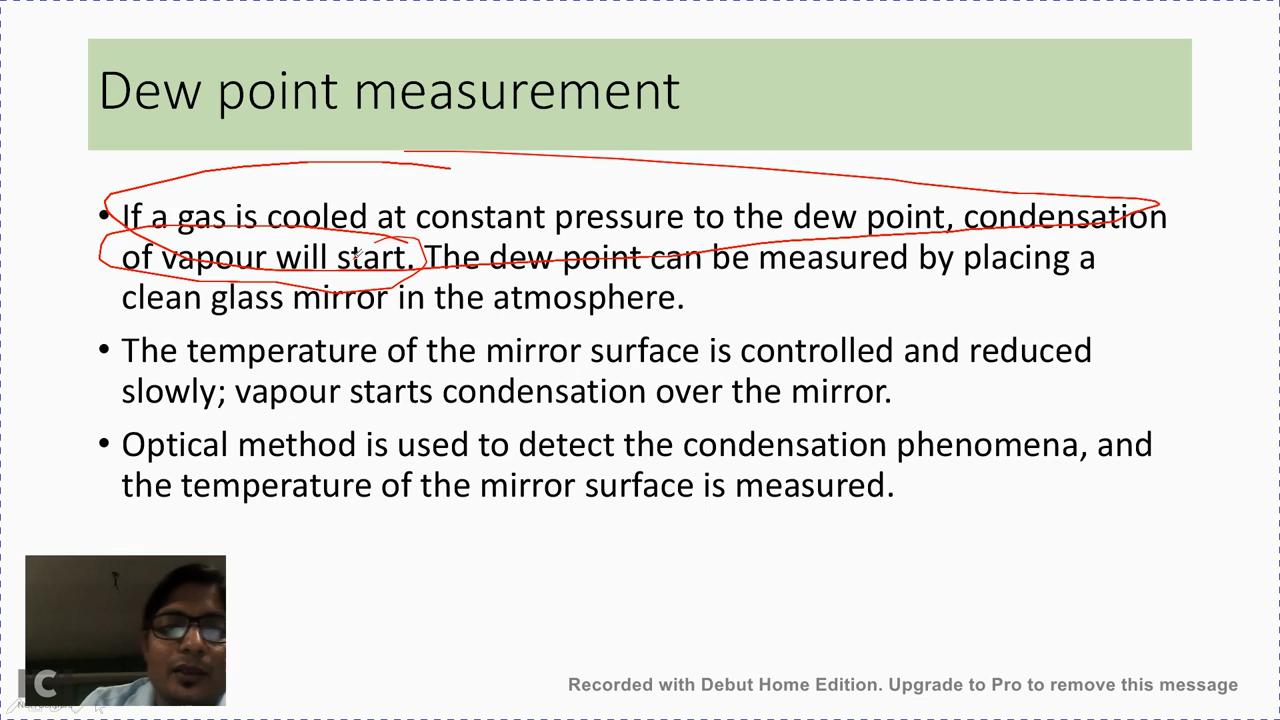 Dew point measurement
• If a gas is cooled at constant pressure to the dew point, condensation
of vapour will start. The dew point can be measured by placing a
clean glass mirror in the atmosphere.
• The temperature of the mirror surface is controlled and reduced
slowly; vapour starts condensation over the mirror.
• Optical method is used to detect the condensation phenomena, and
the temperature of the mirror surface is measured.
Recorded with Debut Home Edition. Upgrade to Pro to remove this message